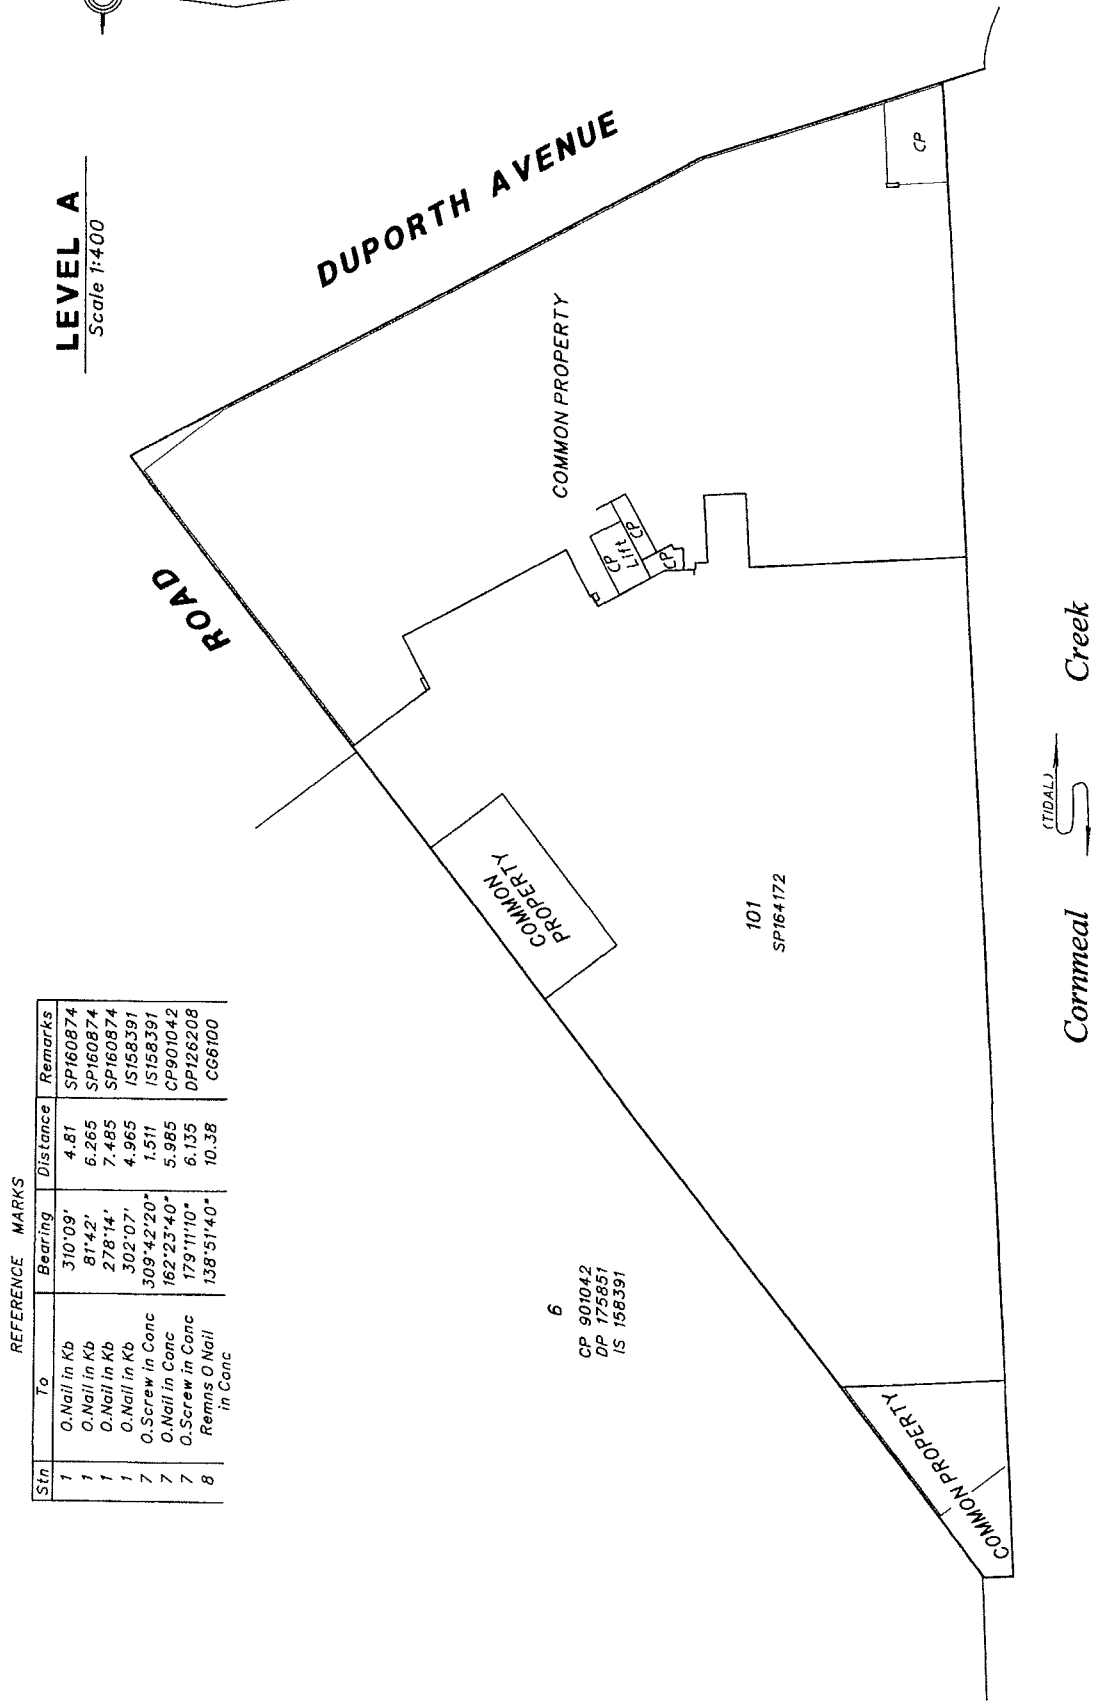 REFERENCE MARKS
Stn To Bearing Distance Remarks
1 O.Nail in Kb 310°09' 4.81 SP160874
1 O.Nail in Kb 81°42' 6.265 SP160874
1 O.Nail in Kb 278°14' 7.485 SP160874
1 O.Nail in Kb 302°07' 4.965 IS158391
7 O.Screw in Conc 309°42'20" 1.511 IS158391
7 O.Nail in Conc 162°23'40" 5.985 CP901042
7 O.Screw in Conc 179°11'10" 6.135 DP126208
8 Remns O Nail 138°51'40" 10.38 CG6100
in Conc
LEVEL A
Scale 1:400
ROAD
DUPORTH AVENUE
COMMON PROPERTY
CP
Lift
CP
CP
CP
COMMON
PROPERTY
101
SP164172
6
CP 901042
DP 175851
IS 158391
COMMON PROPERTY
(TIDAL)
Cornmeal Creek